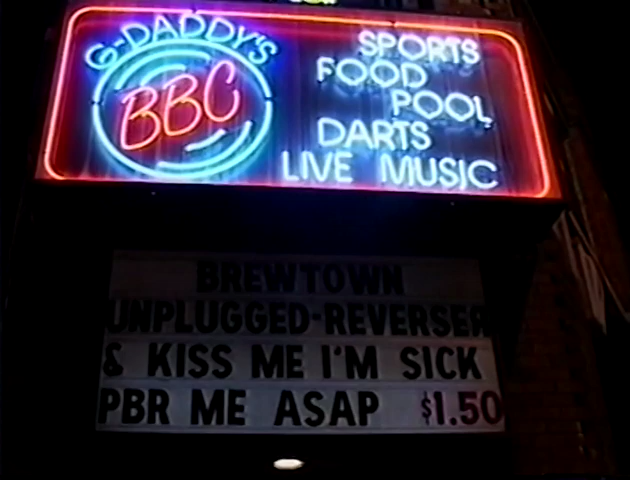 G-DADDY'S
BBC
SPORTS
FOOD
POOL
DARTS
LIVE MUSIC
BREWTOWN
UNPLUGGED-REVERSER
& KISS ME I'M SICK
PBR ME ASAP $1.50